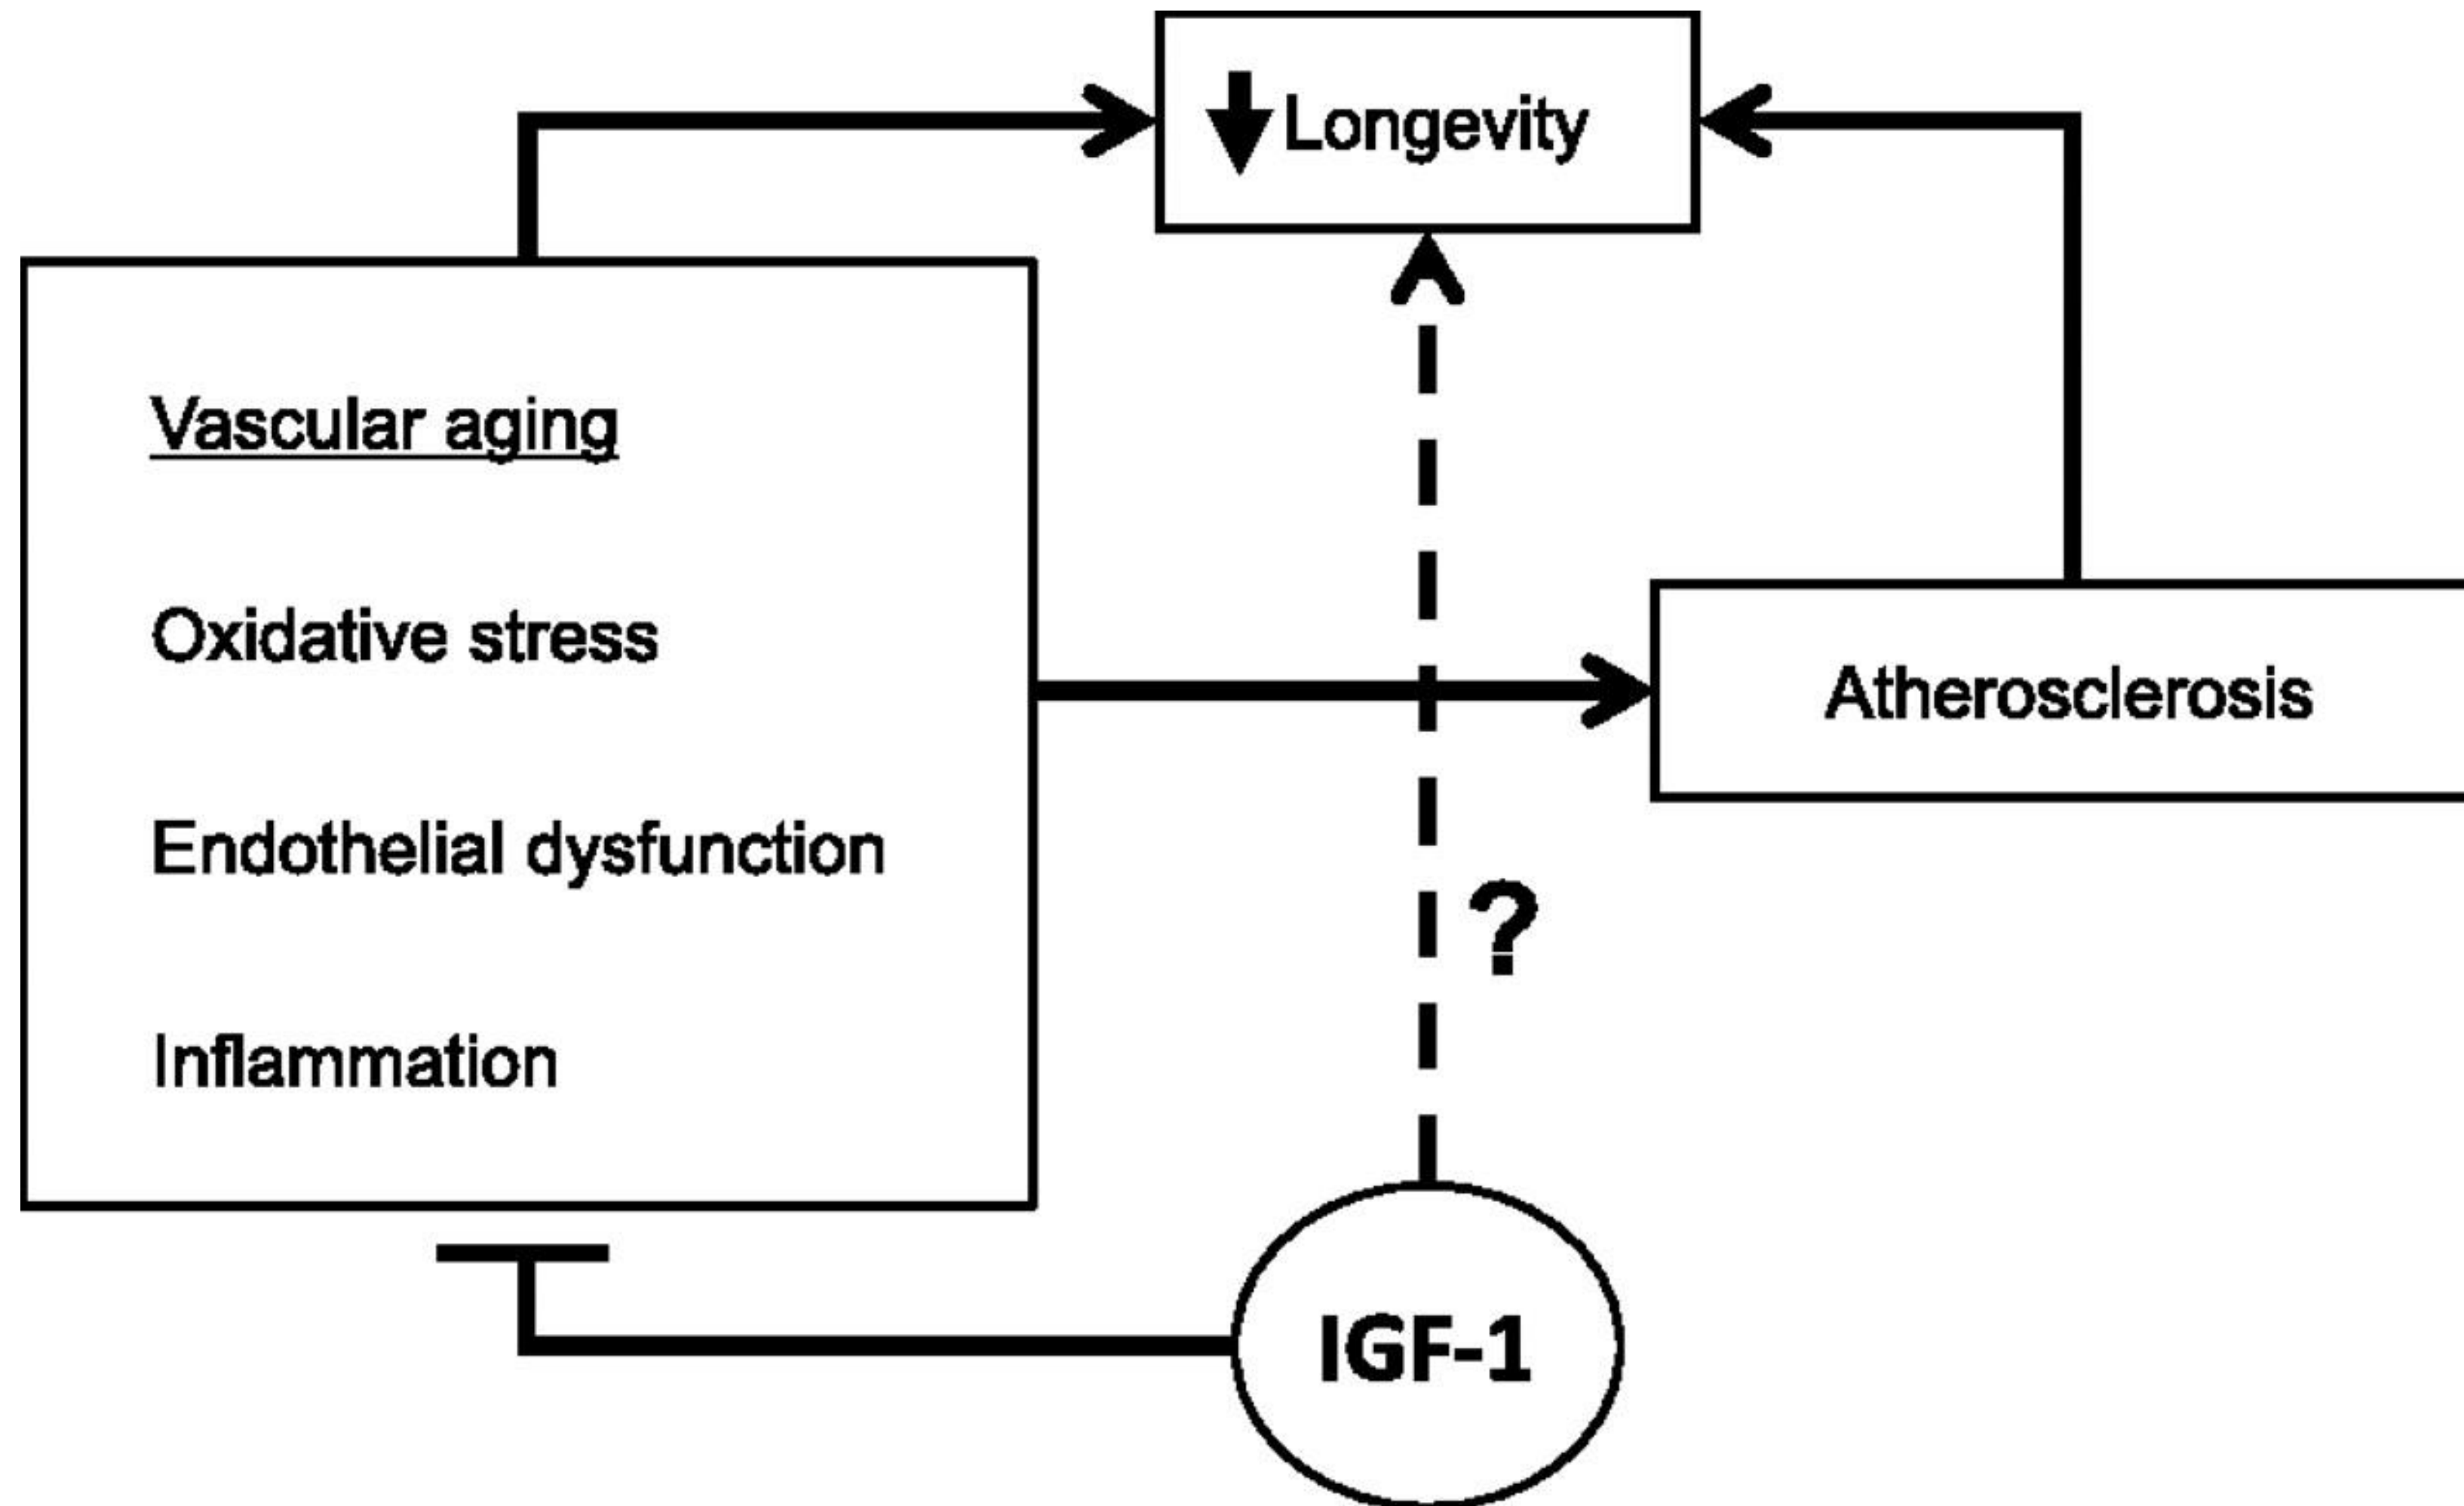 Longevity
Vascular aging
Oxidative stress
Atherosclerosis
Endothelial dysfunction
?
Inflammation
IGF-1